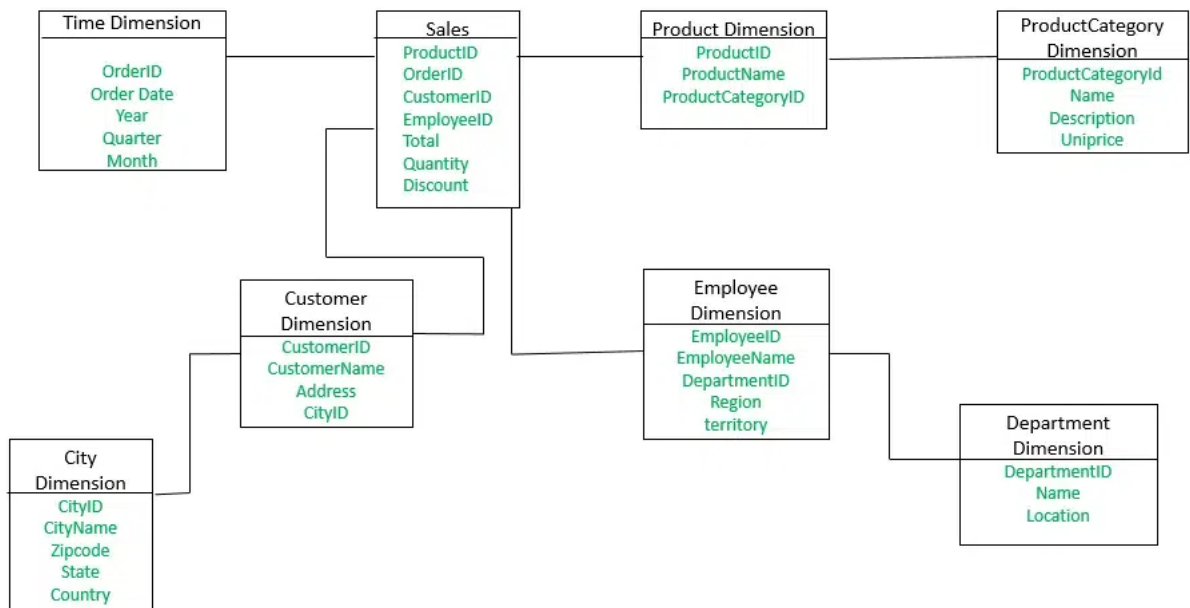 Time Dimension
OrderID
Order Date
Year
Quarter
Month
Sales
ProductID
OrderID
CustomerID
EmployeeID
Total
Quantity
Discount
Product Dimension
ProductID
ProductName
ProductCategoryID
ProductCategory
Dimension
ProductCategoryId
Name
Description
Uniprice
Customer
Dimension
CustomerID
CustomerName
Address
CityID
Employee
Dimension
EmployeeID
EmployeeName
DepartmentID
Region
territory
Department
Dimension
DepartmentID
Name
Location
City
Dimension
CityID
CityName
Zipcode
State
Country